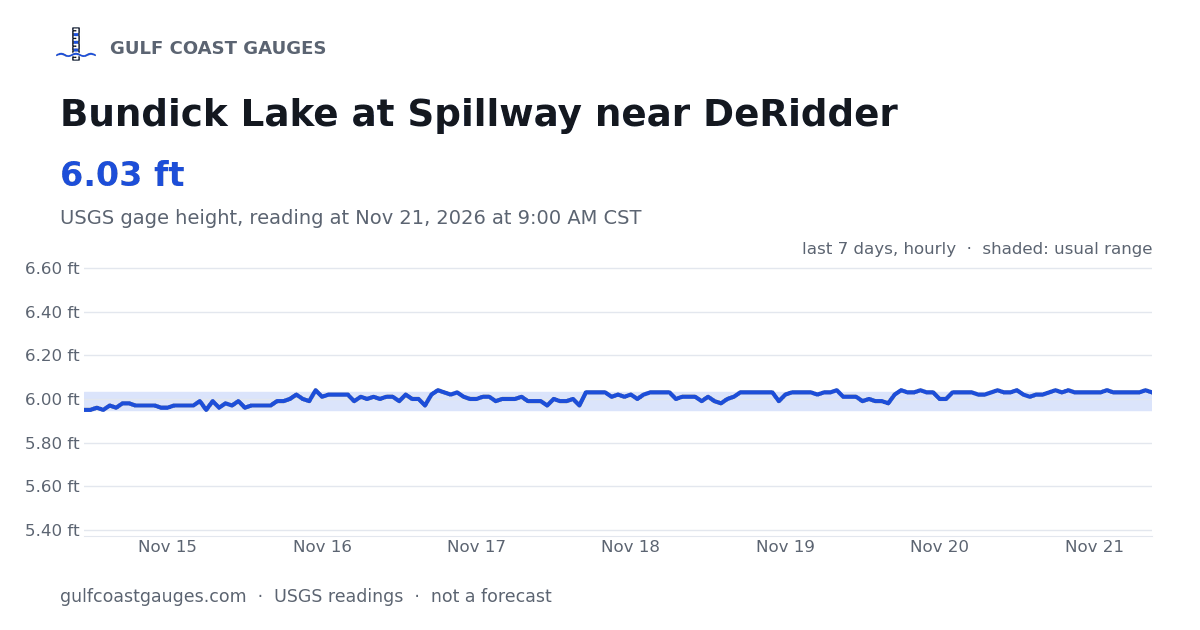 GULF COAST GAUGES
Bundick Lake at Spillway near DeRidder
6.03 ft
USGS gage height, reading at Nov 21, 2026 at 9:00 AM CST
last 7 days, hourly · shaded: usual range
6.60 ft
6.40 ft
6.20 ft
6.00 ft
5.80 ft
5.60 ft
5.40 ft
Nov 15 Nov 16 Nov 17 Nov 18 Nov 19 Nov 20 Nov 21
gulfcoastgauges.com · USGS readings · not a forecast